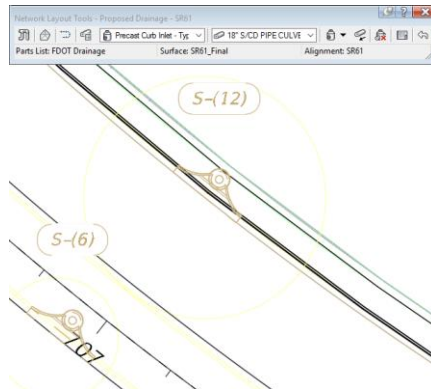 Network Layout Tools - Proposed Drainage - SR61
Precast Curb Inlet - Typ
18" S/CD PIPE CULVE
Parts List: FDOT Drainage
Surface: SR61_Final
Alignment: SR61
S-(12)
S-(6)
707